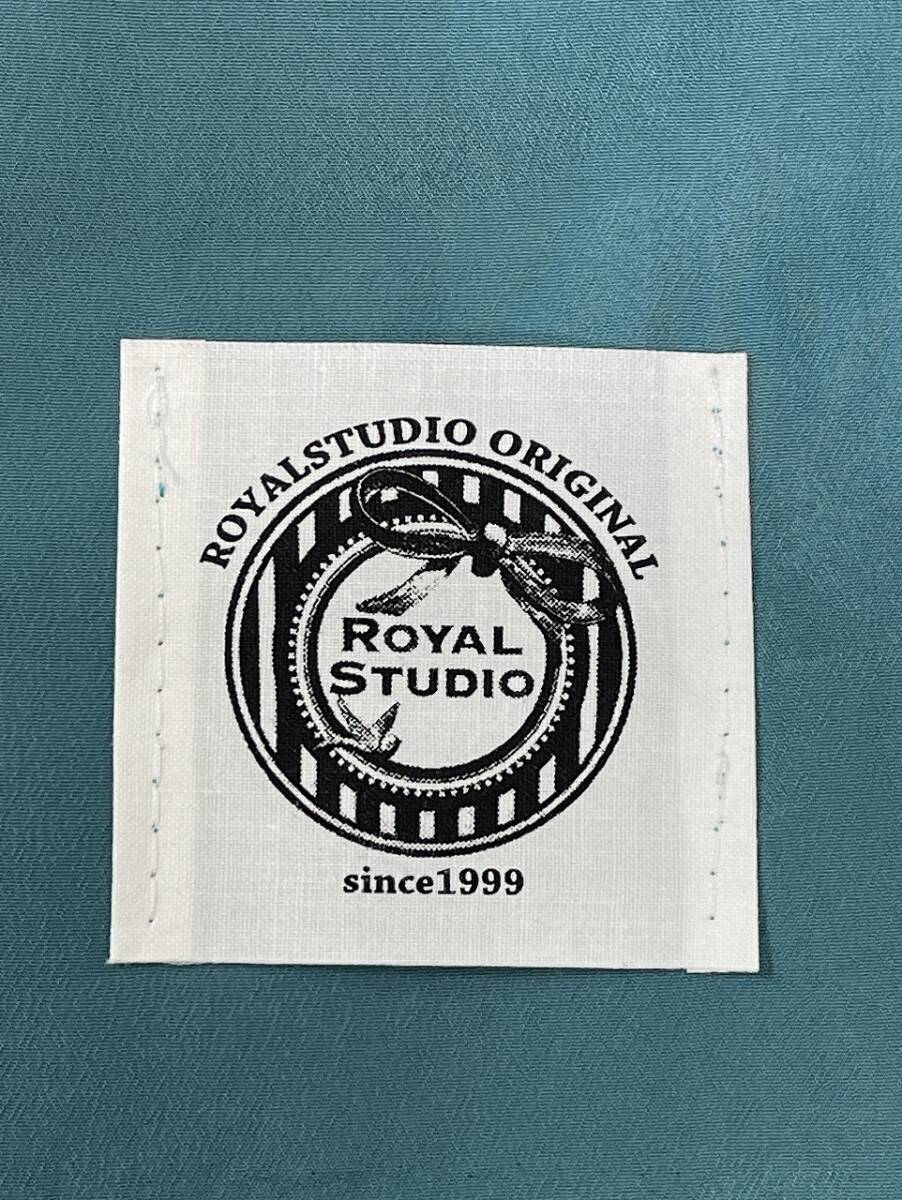 ROYALSTUDIO ORIGINAL
ROYAL
STUDIO
since1999